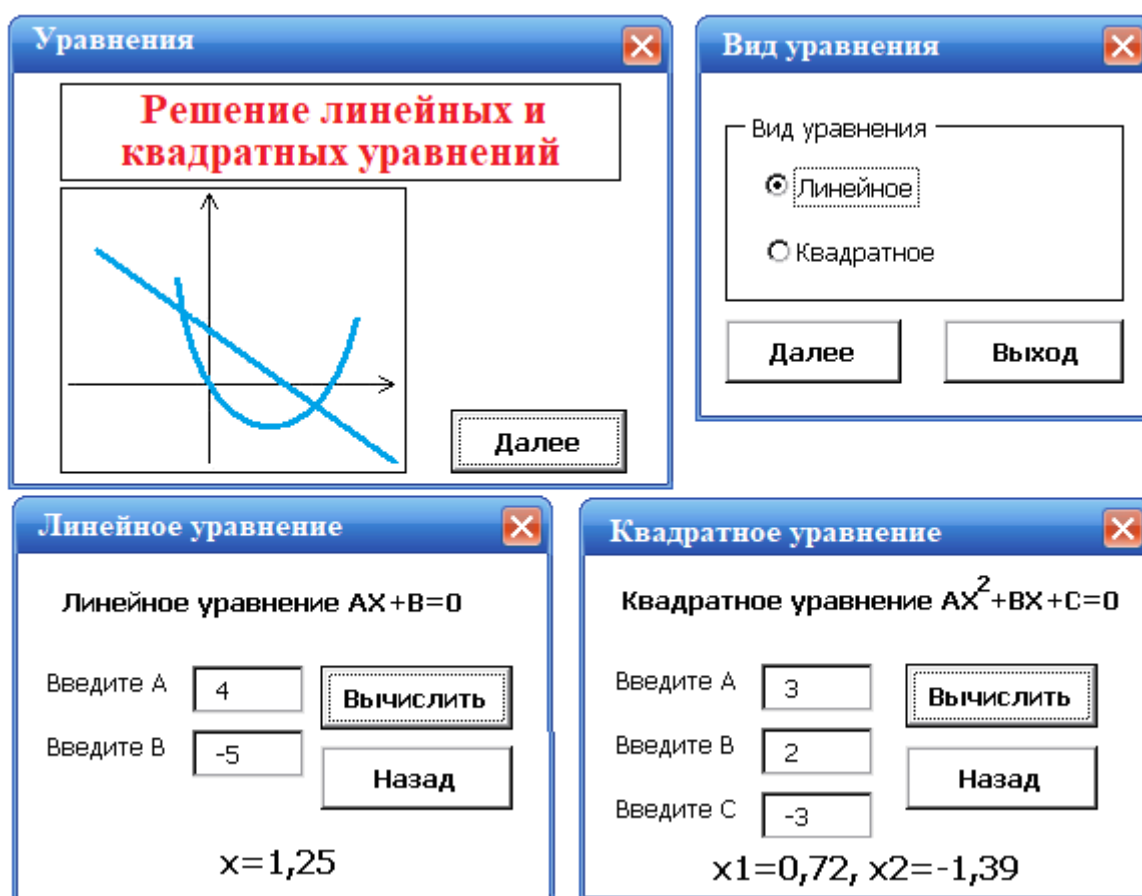 Уравнения
Решение линейных и
квадратных уравнений
Далее
Вид уравнения
Вид уравнения
Линейное
Квадратное
Далее
Выход
Линейное уравнение
Линейное уравнение AX+B=0
Введите A 4
Вычислить
Введите B -5
Назад
x=1,25
Квадратное уравнение
Квадратное уравнение AX²+BX+C=0
Введите A 3
Вычислить
Введите B 2
Назад
Введите C -3
x1=0,72, x2=-1,39